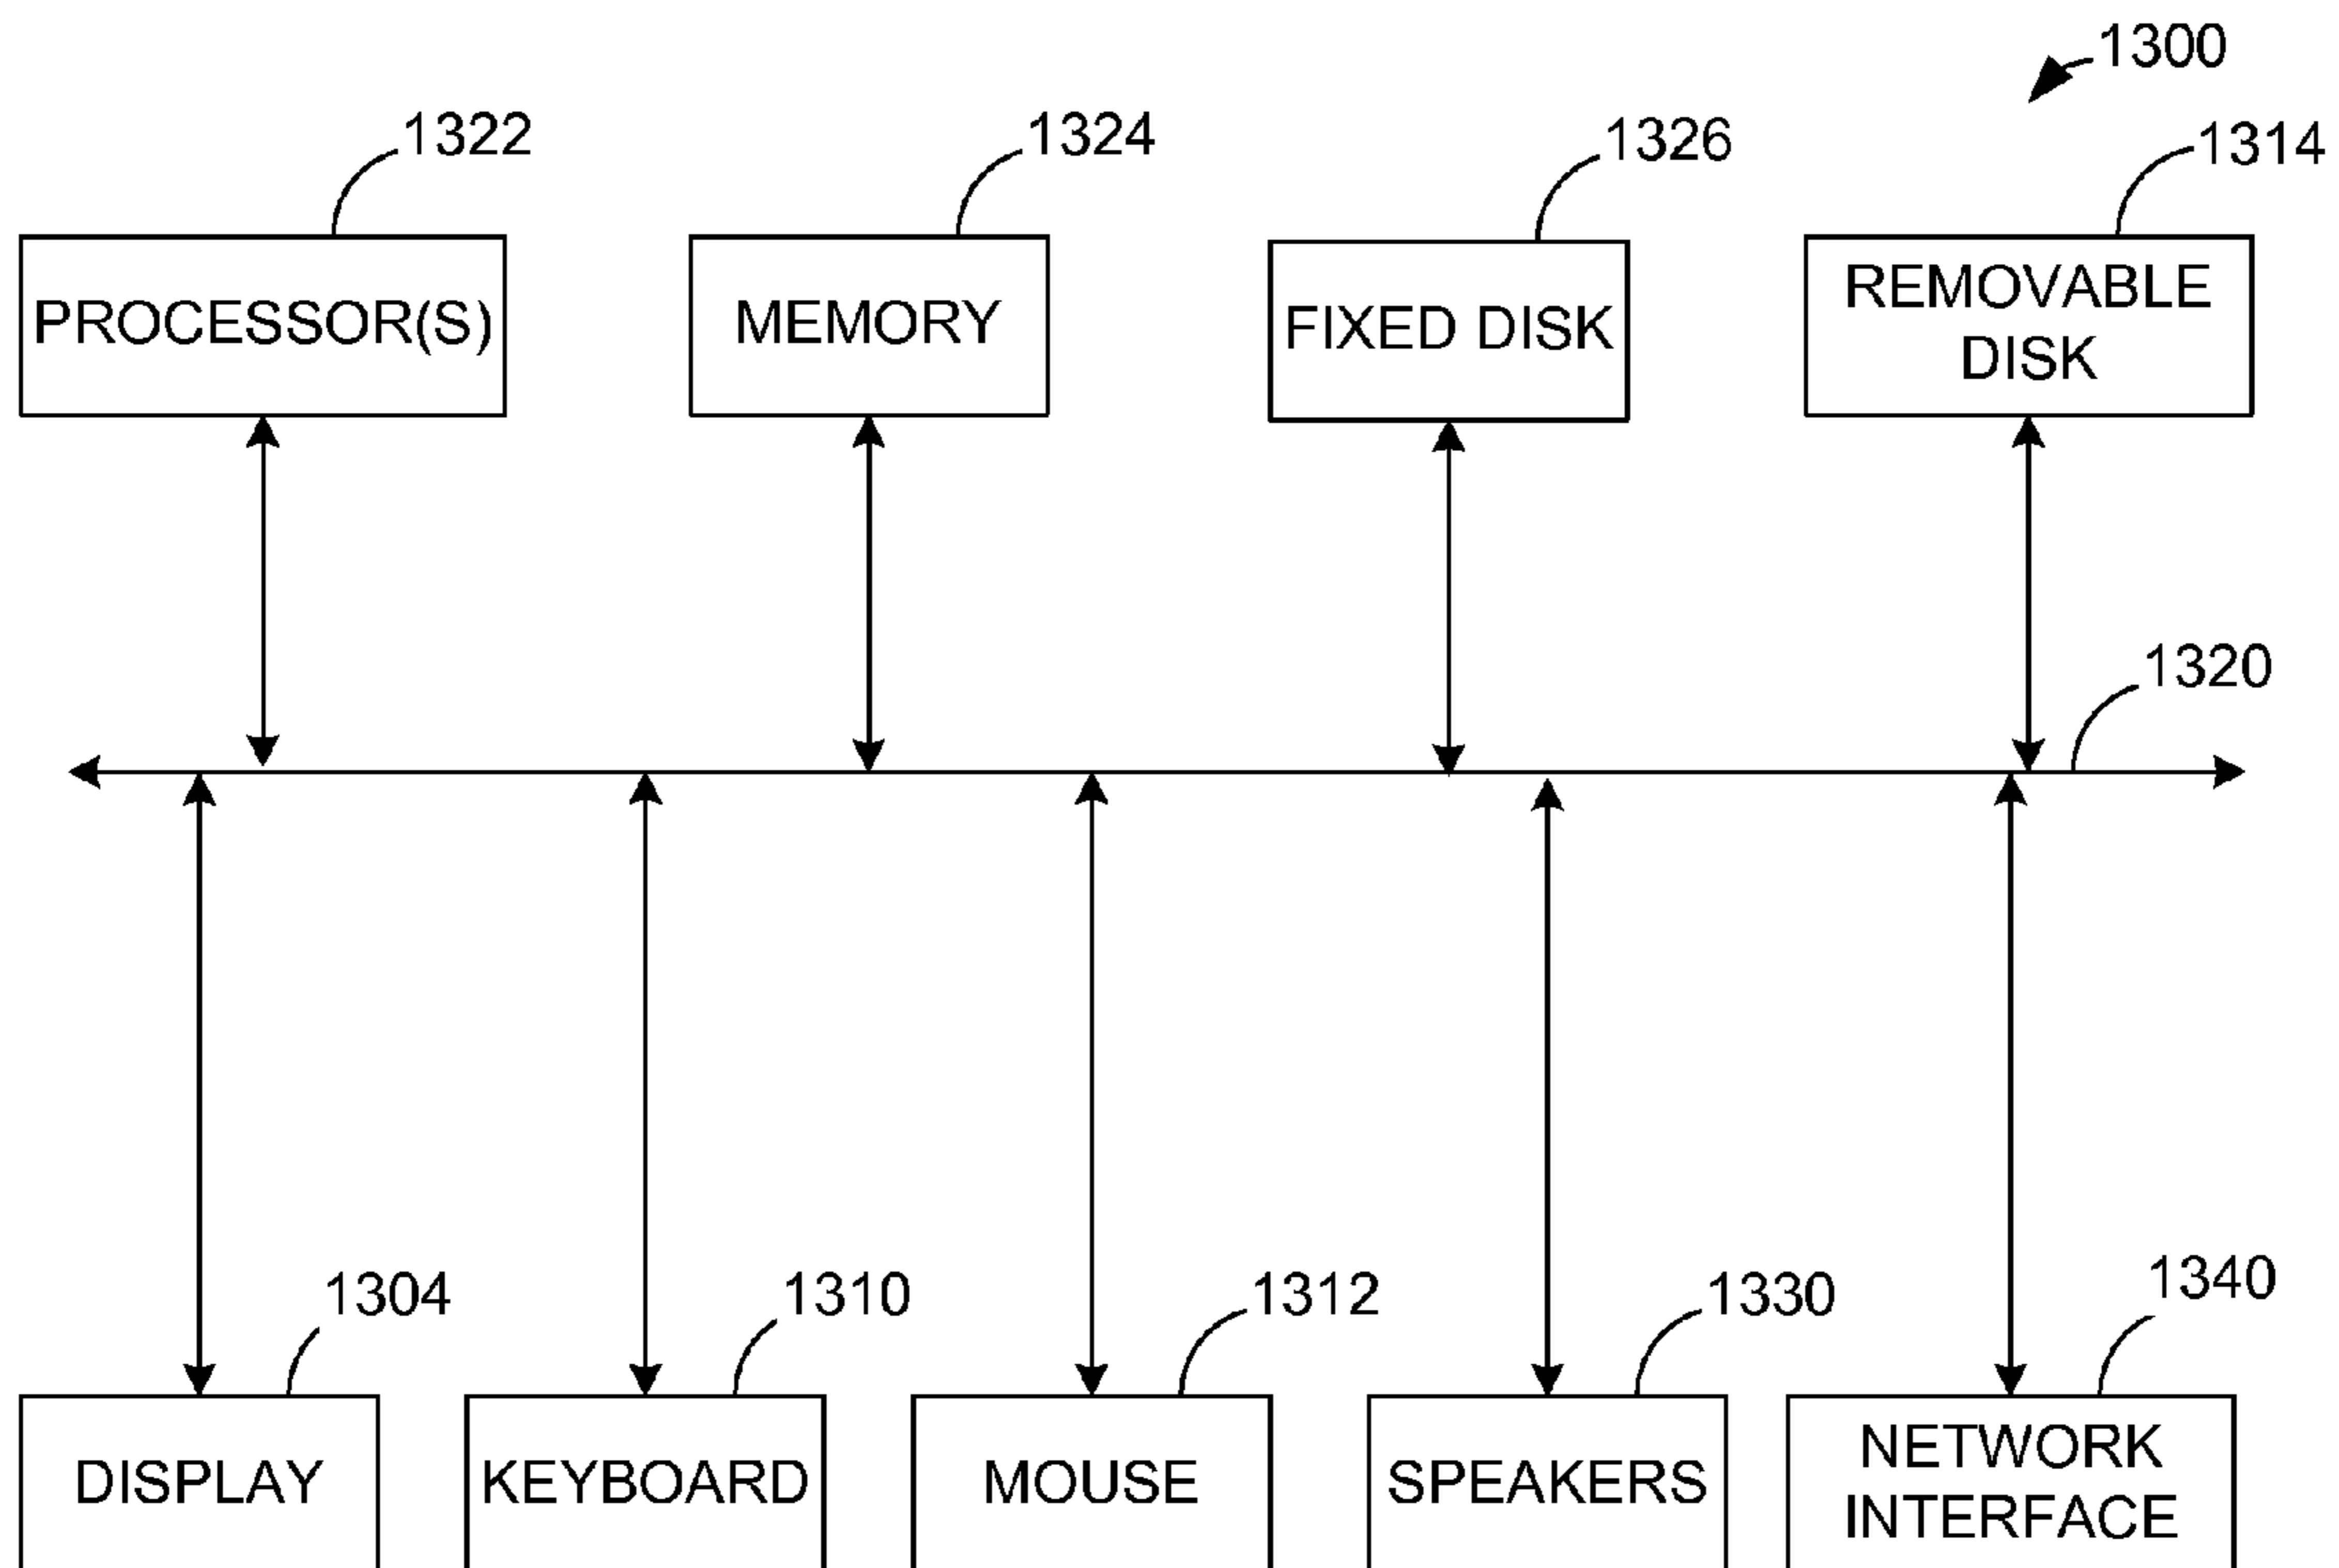 1300
1322
1324
1326
1314
PROCESSOR(S)
MEMORY
FIXED DISK
REMOVABLE
DISK
1320
1304
1310
1312
1330
1340
DISPLAY
KEYBOARD
MOUSE
SPEAKERS
NETWORK
INTERFACE